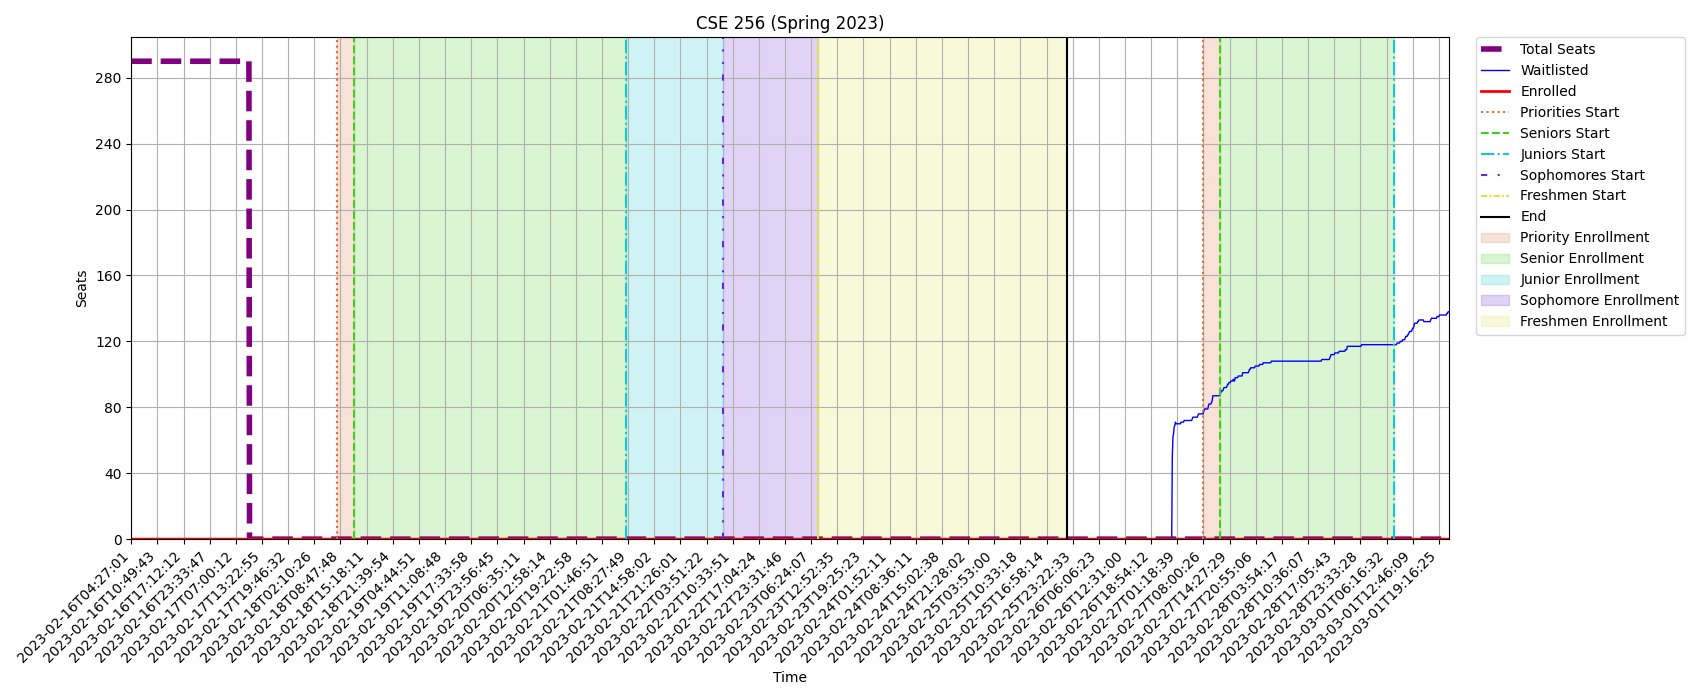 CSE 256 (Spring 2023)
Seats
280
240
200
160
120
80
40
0
2023-02-16T04:27:01
2023-02-16T10:49:43
2023-02-16T17:12:12
2023-02-16T23:33:47
2023-02-17T07:00:12
2023-02-17T13:22:55
2023-02-17T19:46:32
2023-02-18T02:10:26
2023-02-18T08:47:48
2023-02-18T15:18:11
2023-02-18T21:39:54
2023-02-19T04:44:51
2023-02-19T11:08:48
2023-02-19T17:33:58
2023-02-19T23:56:45
2023-02-20T06:35:11
2023-02-20T12:58:14
2023-02-20T19:22:58
2023-02-21T01:46:51
2023-02-21T08:27:49
2023-02-21T14:58:02
2023-02-21T21:26:01
2023-02-22T03:51:22
2023-02-22T10:33:51
2023-02-22T17:04:24
2023-02-22T23:31:46
2023-02-23T06:24:07
2023-02-23T12:52:35
2023-02-23T19:25:23
2023-02-24T01:52:11
2023-02-24T08:36:11
2023-02-24T15:02:38
2023-02-24T21:28:02
2023-02-25T03:53:00
2023-02-25T10:33:18
2023-02-25T16:58:14
2023-02-25T23:22:33
2023-02-26T06:06:23
2023-02-26T12:31:00
2023-02-26T18:54:12
2023-02-27T01:18:39
2023-02-27T08:00:26
2023-02-27T14:27:29
2023-02-27T20:55:06
2023-02-28T03:54:17
2023-02-28T10:36:07
2023-02-28T17:05:43
2023-02-28T23:33:28
2023-03-01T06:16:32
2023-03-01T12:46:09
2023-03-01T19:16:25
Time
Total Seats
Waitlisted
Enrolled
Priorities Start
Seniors Start
Juniors Start
Sophomores Start
Freshmen Start
End
Priority Enrollment
Senior Enrollment
Junior Enrollment
Sophomore Enrollment
Freshmen Enrollment